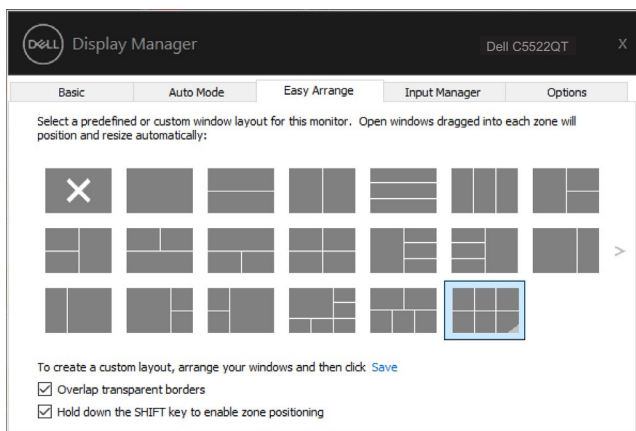 DELL Display Manager Dell C5522QT X
Basic Auto Mode Easy Arrange Input Manager Options
Select a predefined or custom window layout for this monitor. Open windows dragged into each zone will
position and resize automatically:
>
To create a custom layout, arrange your windows and then click Save
Overlap transparent borders
Hold down the SHIFT key to enable zone positioning